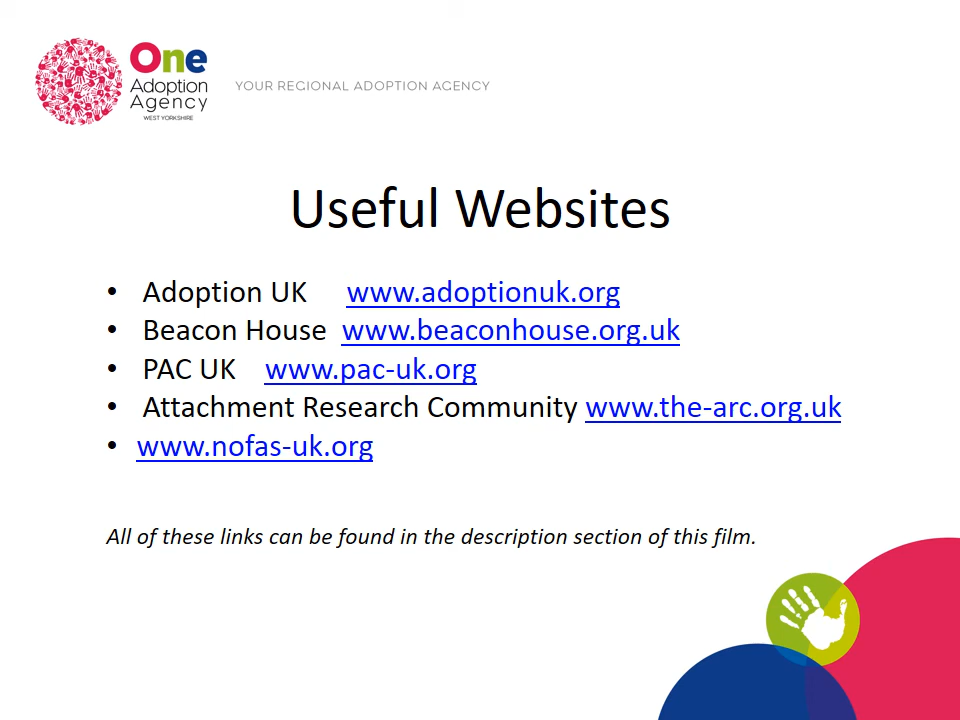 One
Adoption
Agency
WEST YORKSHIRE
YOUR REGIONAL ADOPTION AGENCY
Useful Websites
• Adoption UK www.adoptionuk.org
• Beacon House www.beaconhouse.org.uk
• PAC UK www.pac-uk.org
• Attachment Research Community www.the-arc.org.uk
• www.nofas-uk.org
All of these links can be found in the description section of this film.